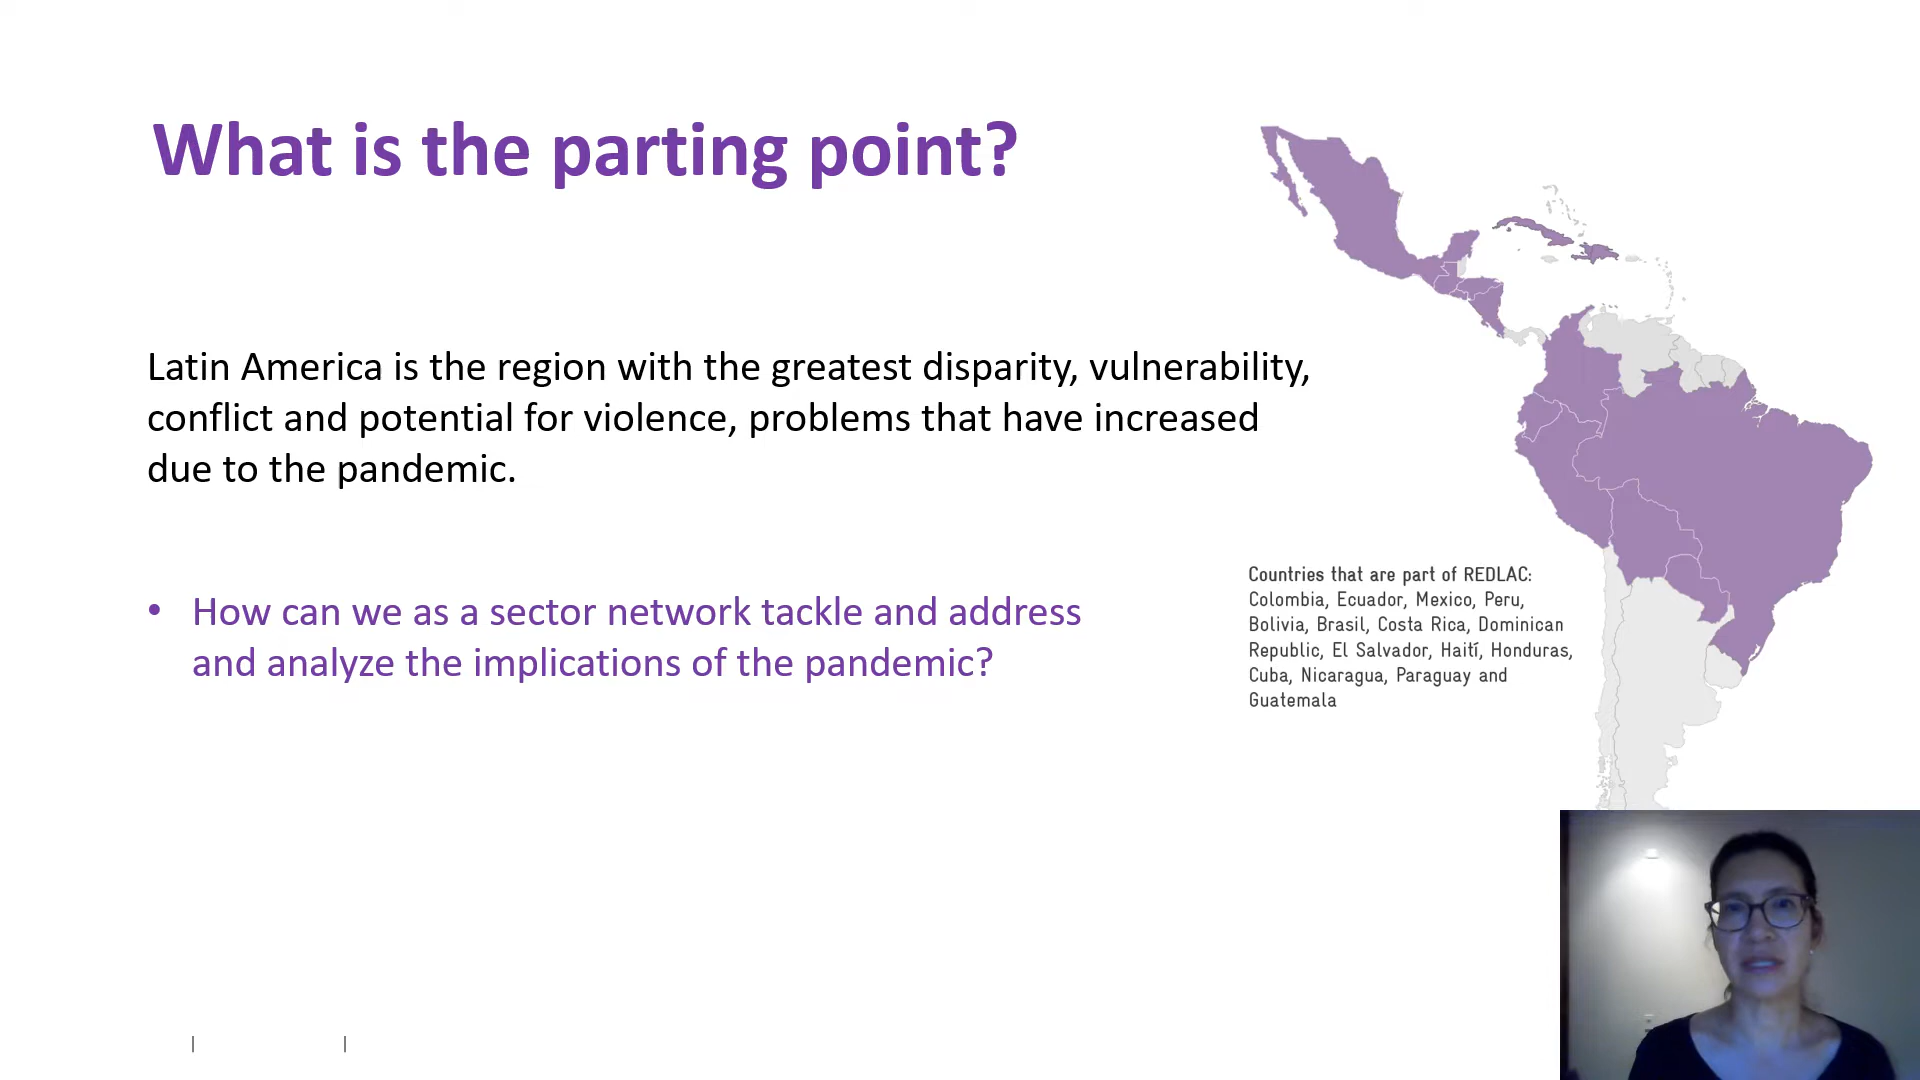 What is the parting point?
Latin America is the region with the greatest disparity, vulnerability,
conflict and potential for violence, problems that have increased
due to the pandemic.
• How can we as a sector network tackle and address
and analyze the implications of the pandemic?
Countries that are part of REDLAC:
Colombia, Ecuador, Mexico, Peru,
Bolivia, Brasil, Costa Rica, Dominican
Republic, El Salvador, Haití, Honduras,
Cuba, Nicaragua, Paraguay and
Guatemala